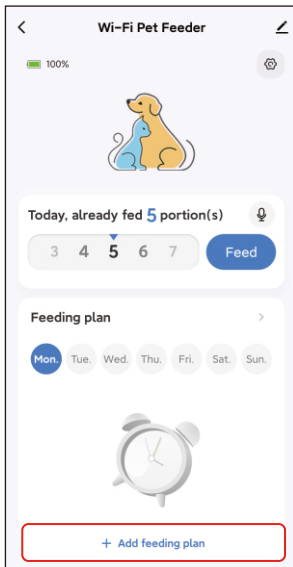 Wi-Fi Pet Feeder
100%
Today, already fed 5 portion(s)
3 4 5 6 7 Feed
Feeding plan
Mon. Tue. Wed. Thu. Fri. Sat. Sun.
+ Add feeding plan